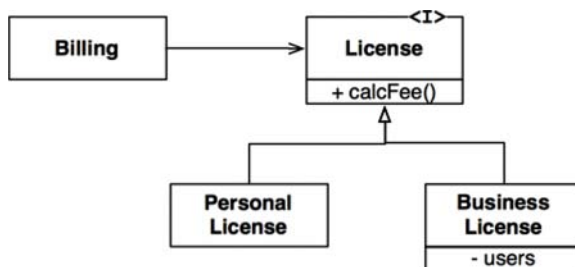 <I>
Billing
License
+ calcFee()
Personal
License
Business
License
- users